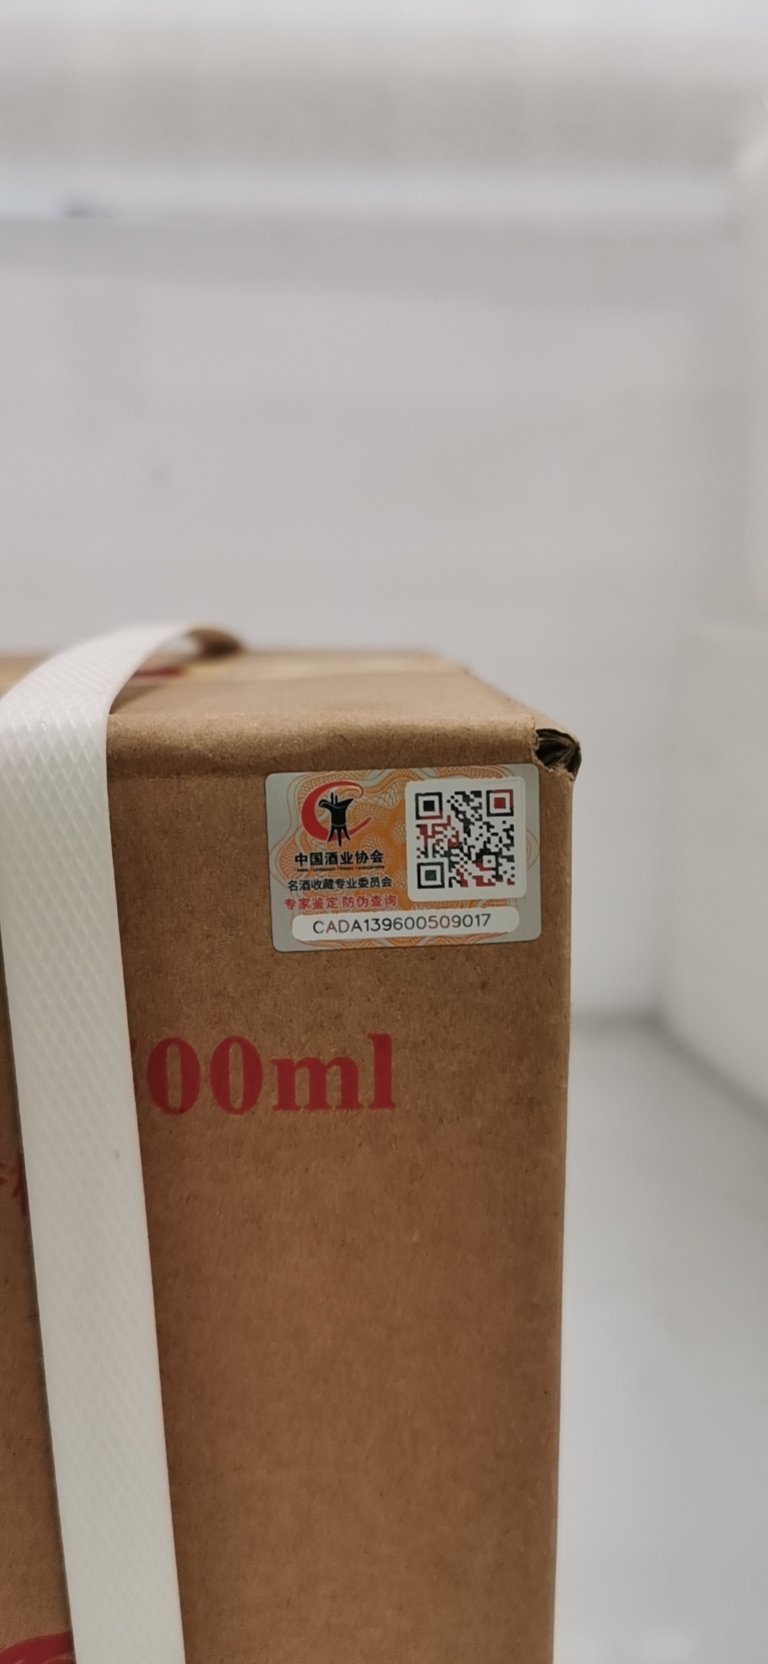 中国酒业协会
名酒收藏专业委员会
专家鉴定 防伪查询
CADA139600509017
00ml